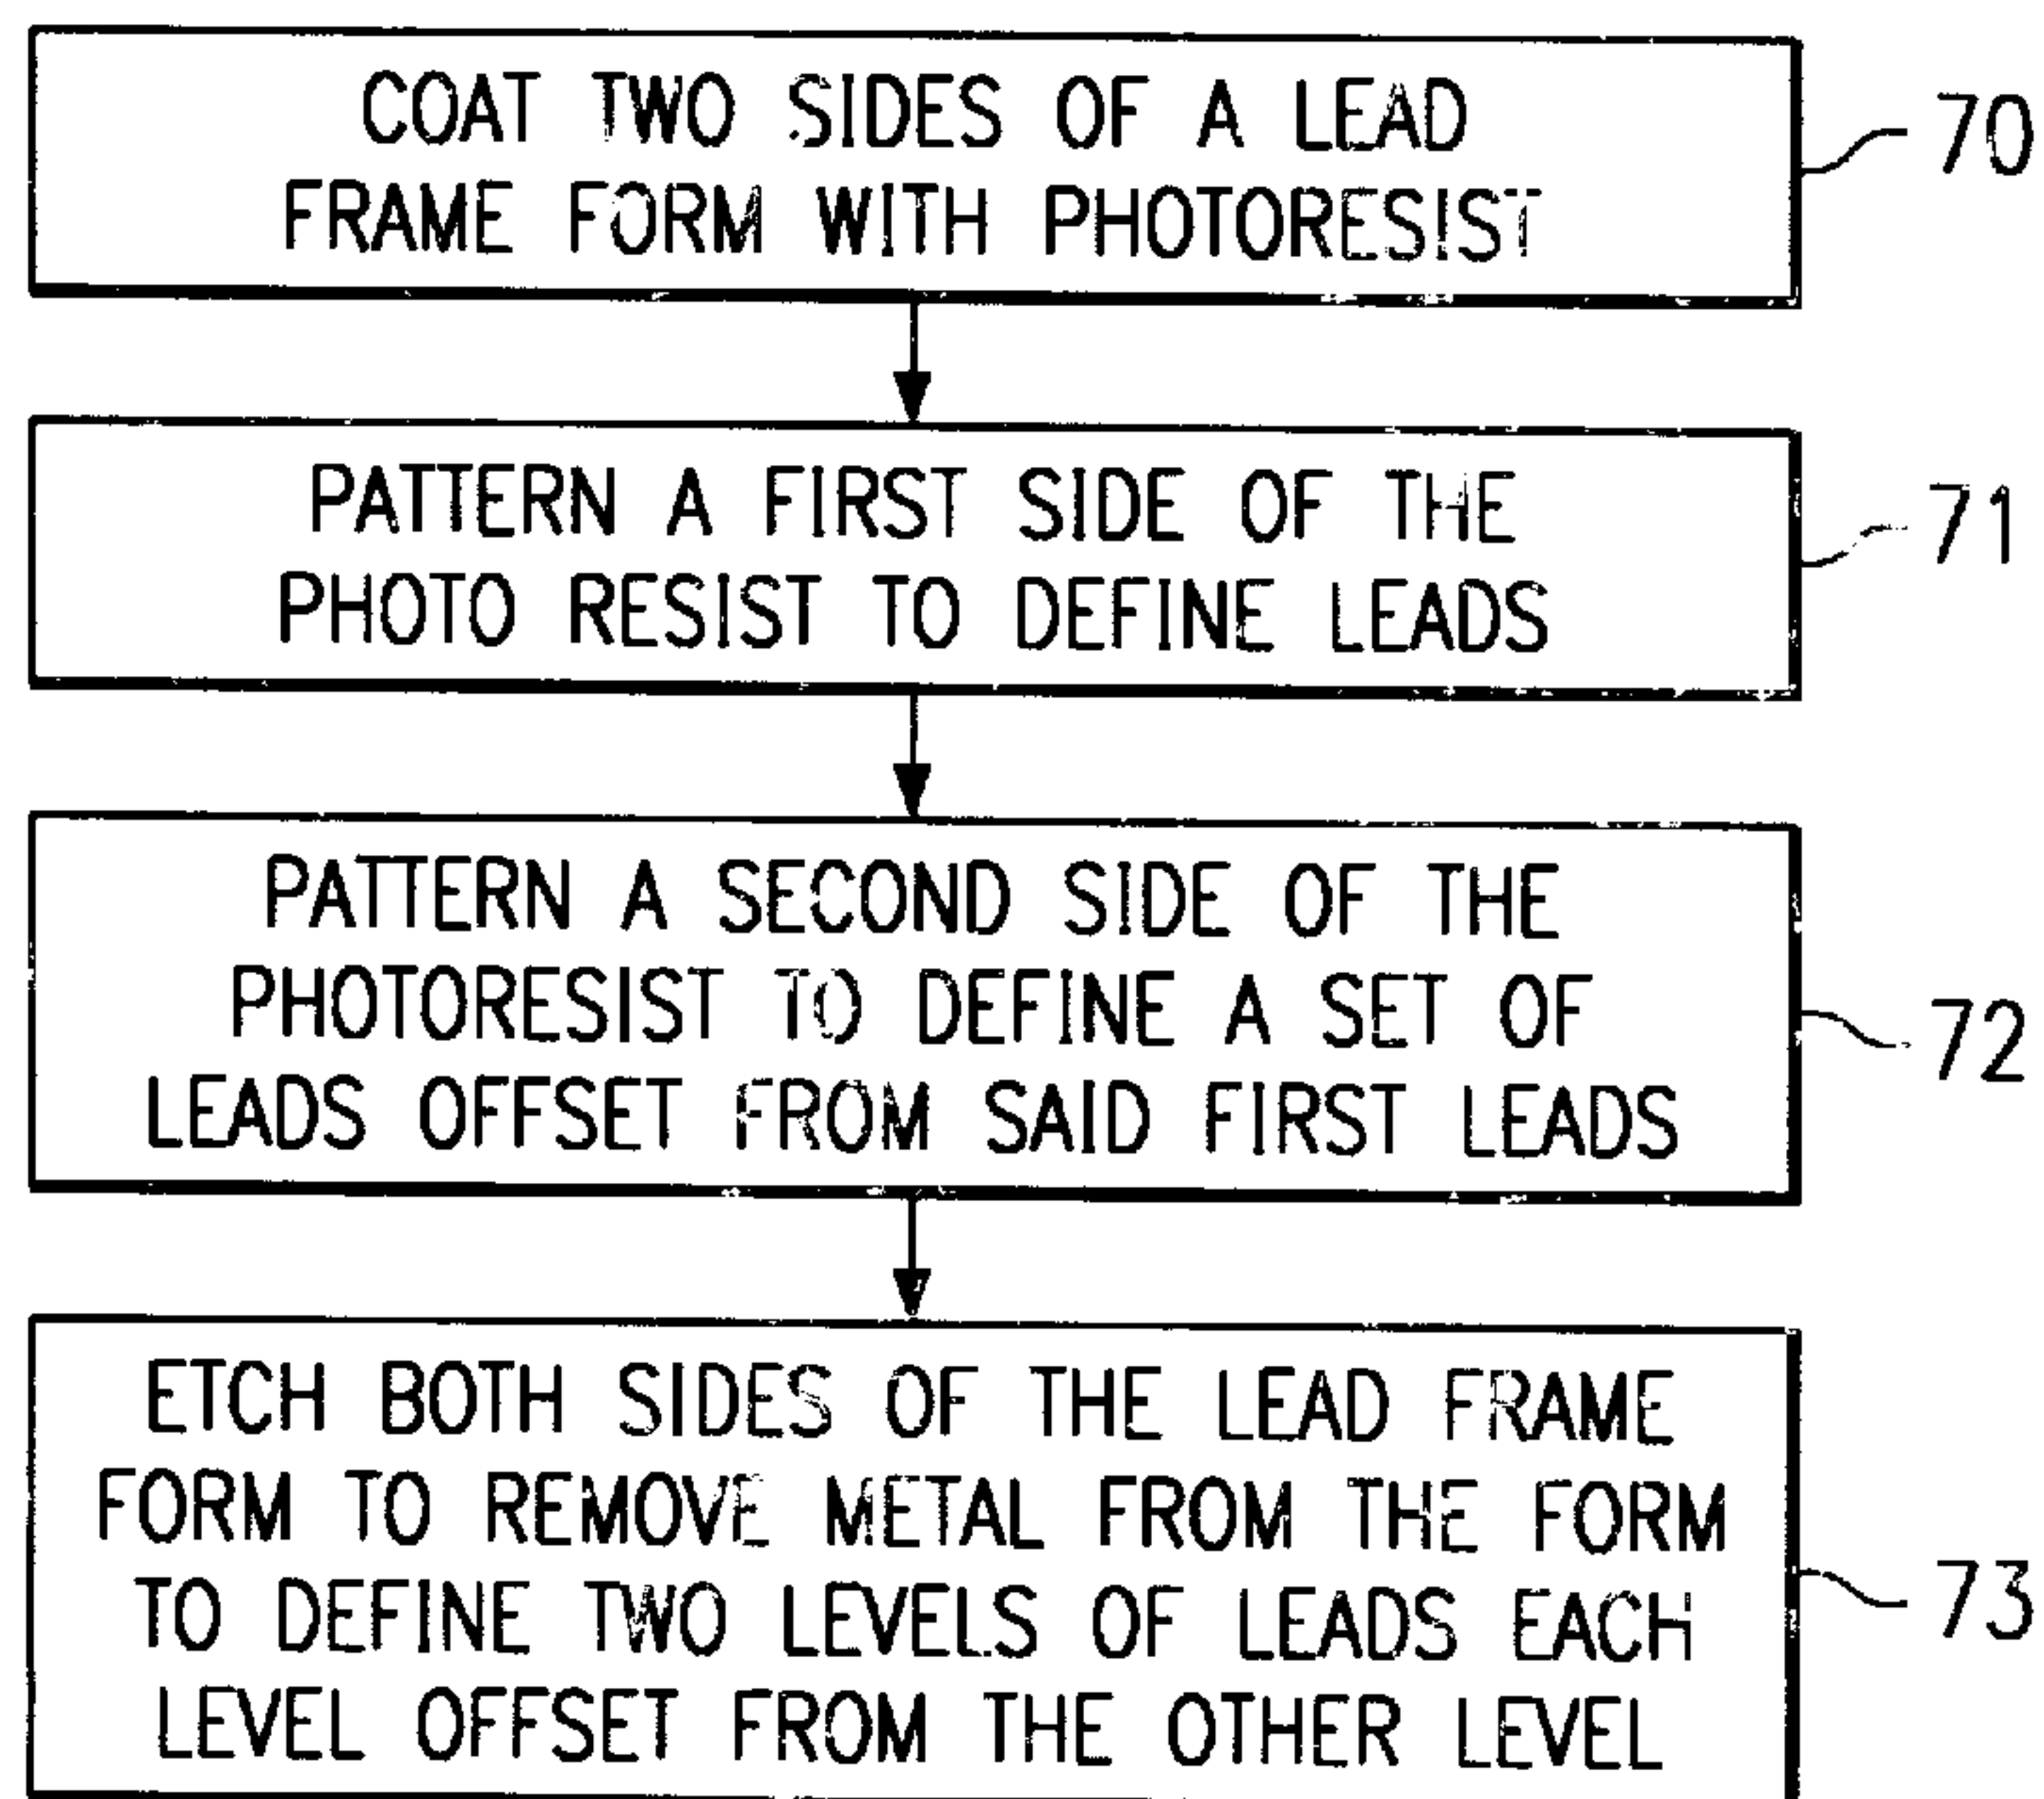 COAT TWO SIDES OF A LEAD
FRAME FORM WITH PHOTORESIST
70
PATTERN A FIRST SIDE OF THE
PHOTO RESIST TO DEFINE LEADS
71
PATTERN A SECOND SIDE OF THE
PHOTORESIST TO DEFINE A SET OF
LEADS OFFSET FROM SAID FIRST LEADS
72
ETCH BOTH SIDES OF THE LEAD FRAME
FORM TO REMOVE METAL FROM THE FORM
TO DEFINE TWO LEVELS OF LEADS EACH
LEVEL OFFSET FROM THE OTHER LEVEL
73